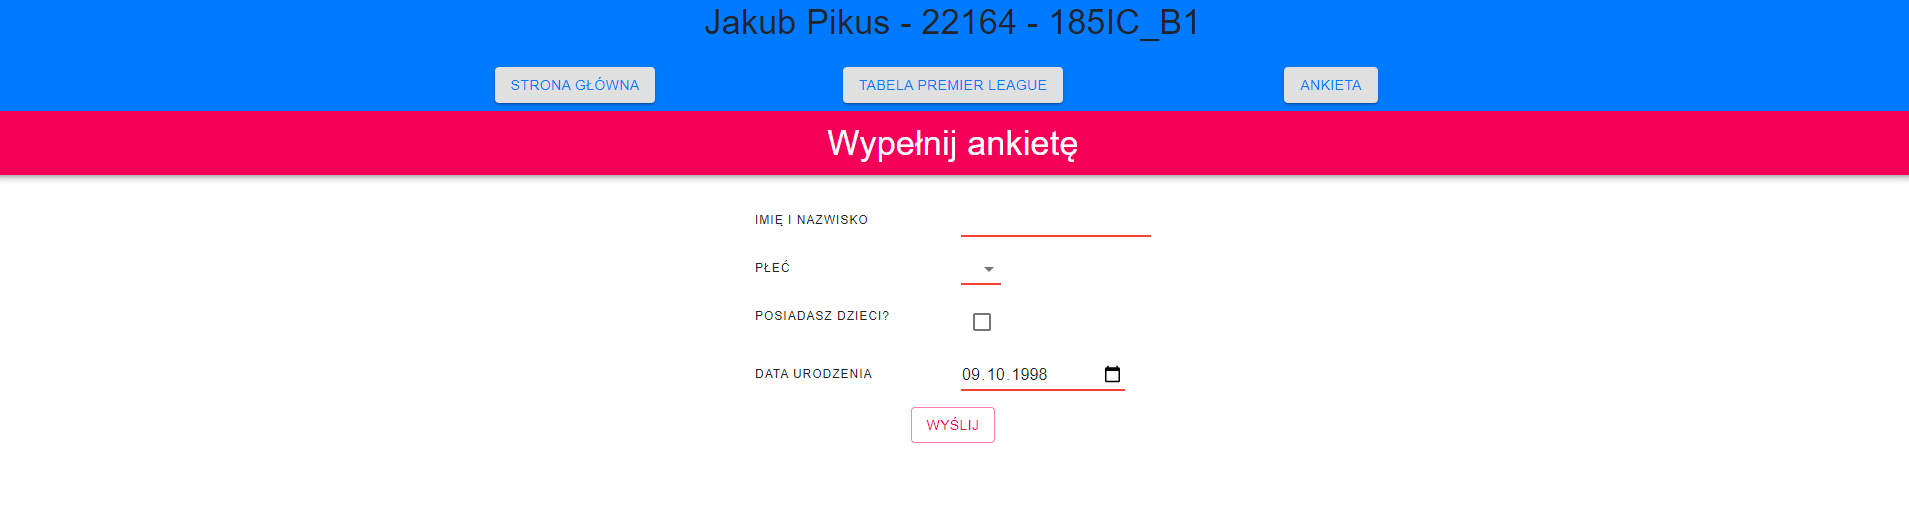 Jakub Pikus - 22164 - 185IC_B1
STRONA GŁÓWNA TABELA PREMIER LEAGUE ANKIETA
Wypełnij ankietę
IMIĘ I NAZWISKO
PŁEĆ
POSIADASZ DZIECI?
DATA URODZENIA 09.10.1998
WYŚLIJ